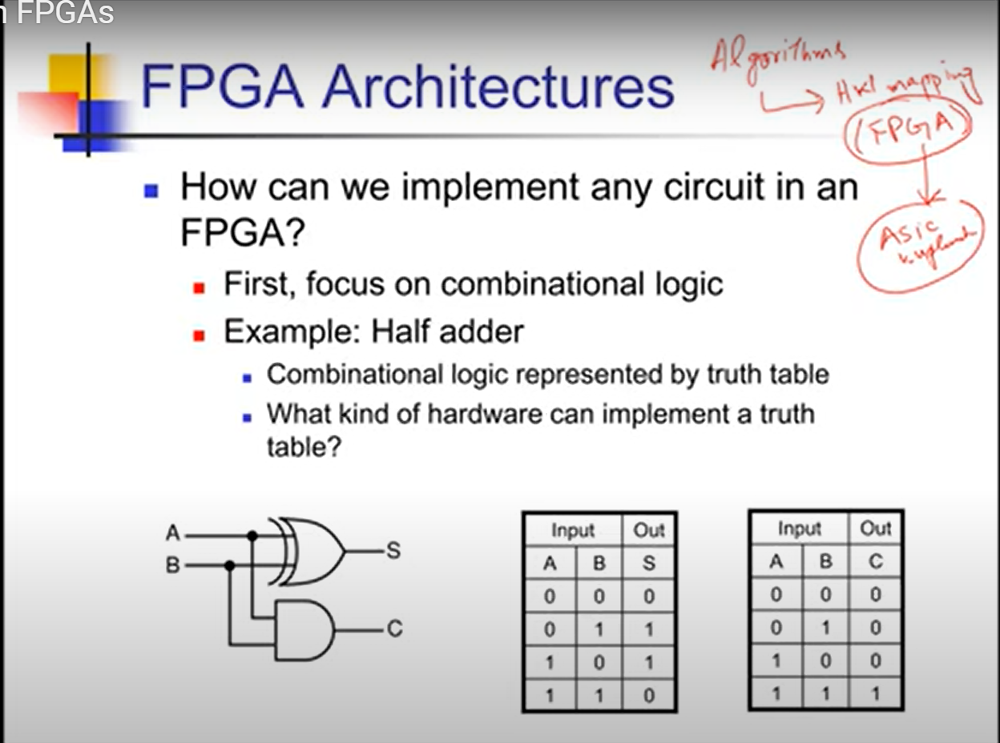 FPGAs
FPGA Architectures
Algorithms
Hw mapping
(FPGA)
Asic
How can we implement any circuit in an
FPGA?
First, focus on combinational logic
Example: Half adder
Combinational logic represented by truth table
What kind of hardware can implement a truth
table?
A
B
S
C
Input Out
A B S
0 0 0
0 1 1
1 0 1
1 1 0
Input Out
A B C
0 0 0
0 1 0
1 0 0
1 1 1